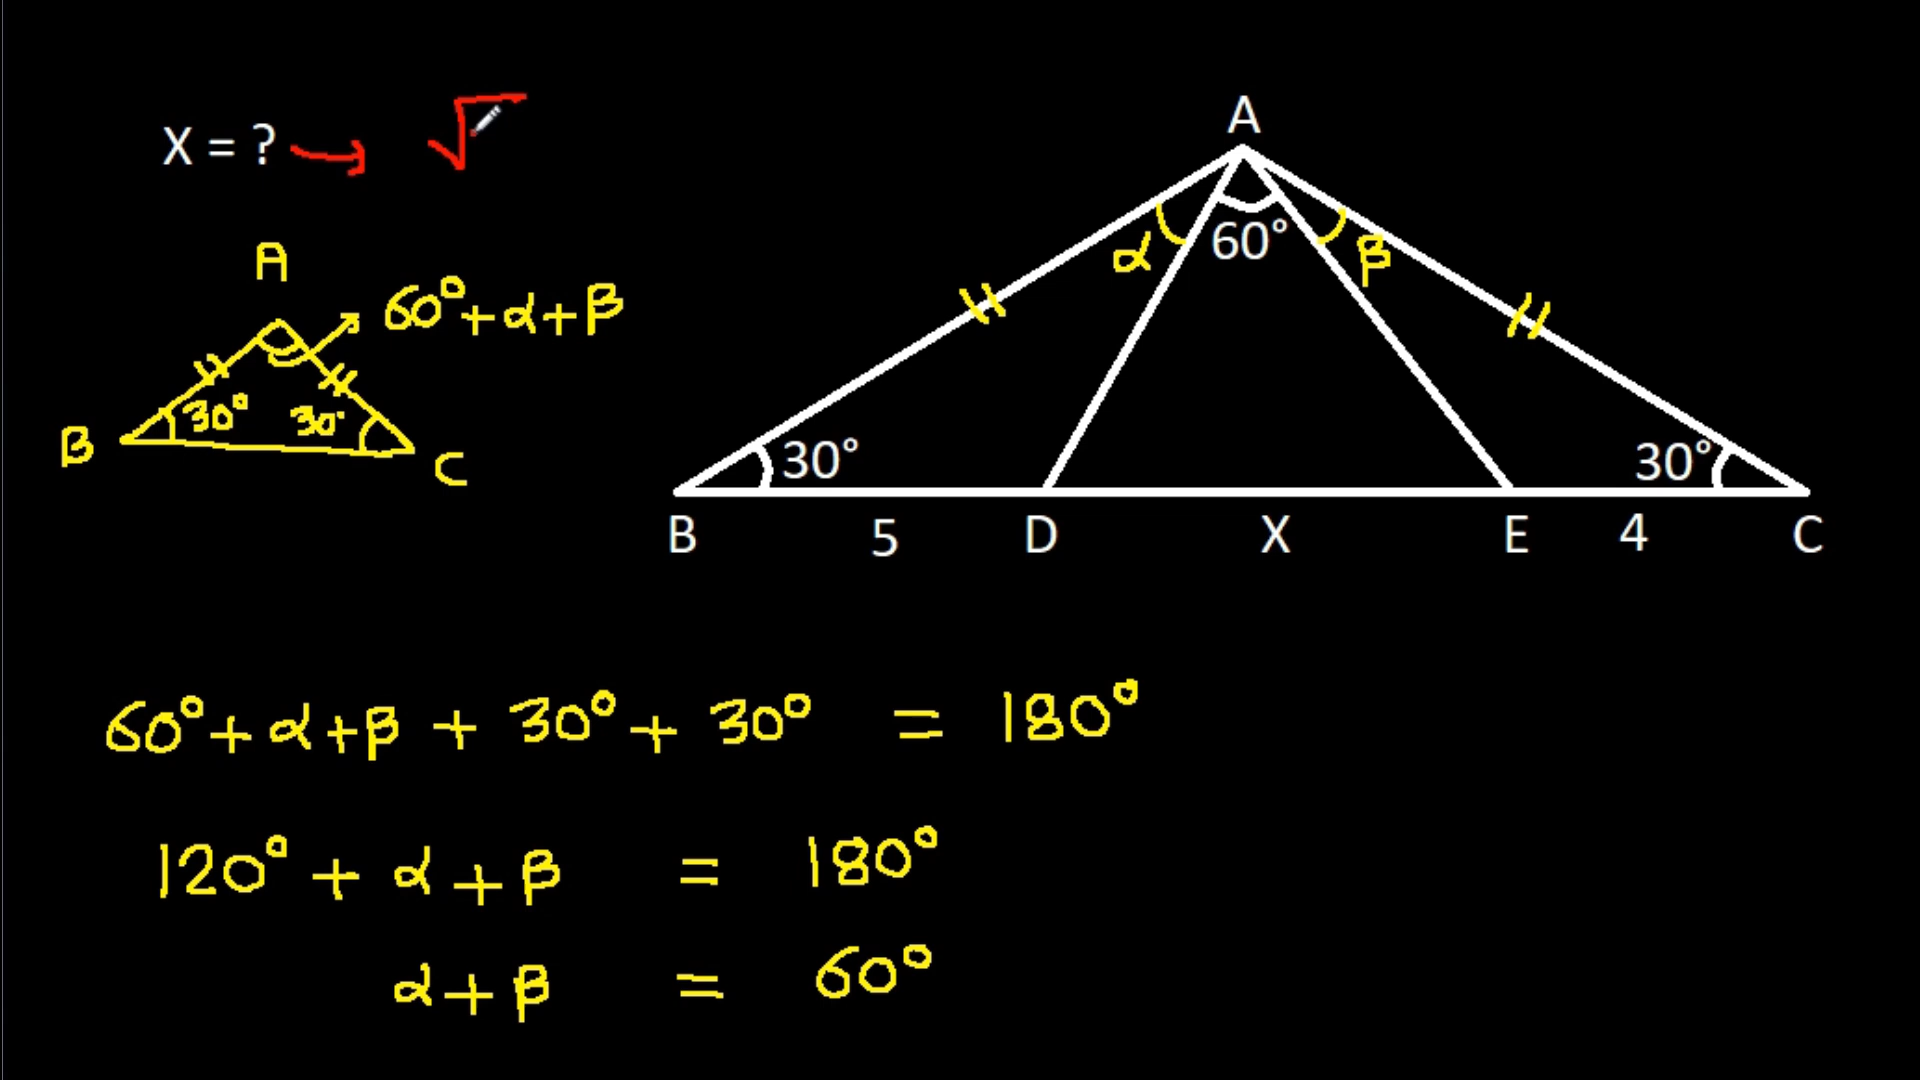 X = ? → √
A
60°+α+β
30° 30°
B
C
A
α 60° β
30° 30°
B 5 D X E 4 C
60°+α+β + 30°+ 30° = 180°
120° + α + β = 180°
α + β = 60°